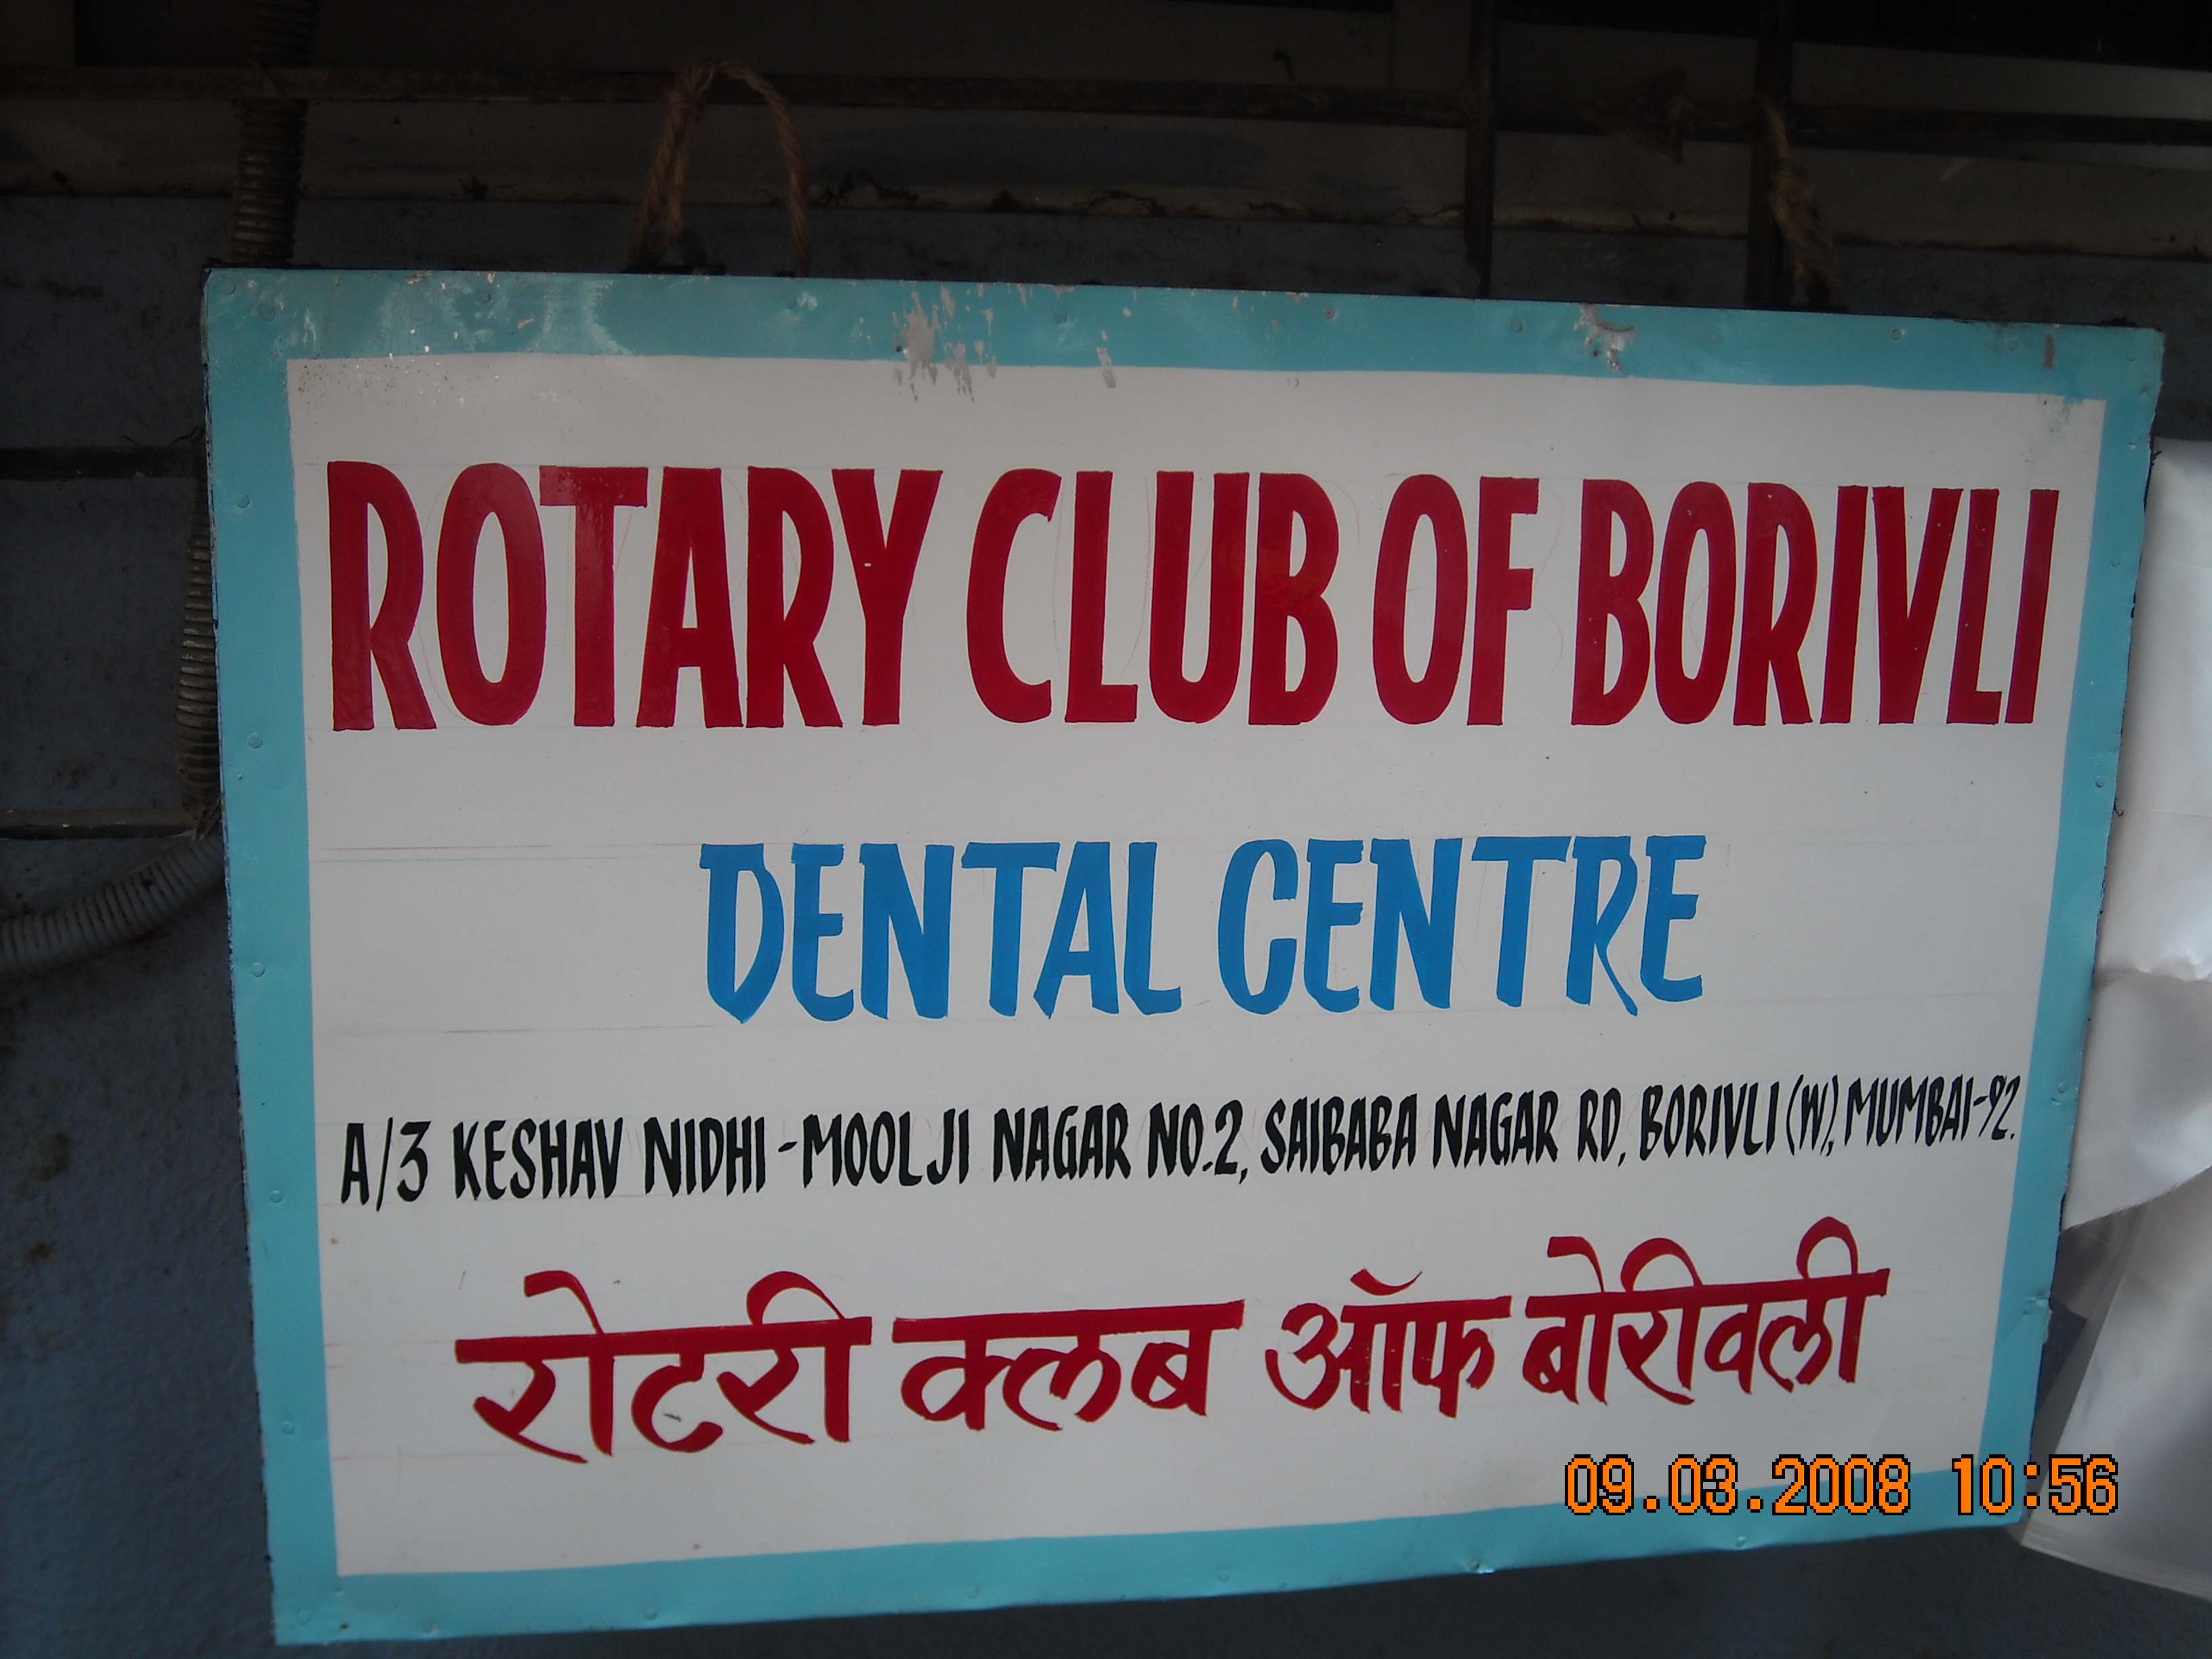 ROTARY CLUB OF BORIVLI
DENTAL CENTRE
A/3 KESHAV NIDHI - MOOLJI NAGAR NO.2, SAIBABA NAGAR RD, BORIVLI (W), MUMBAI-92.
रोटरी क्लब ऑफ बोरीवली
09.03.2008 10:56